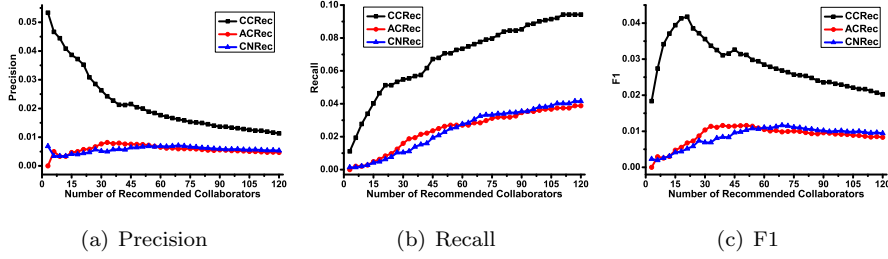 CCRec
ACRec
CNRec
Precision
0.05
0.04
0.03
0.02
0.01
0.00
0 15 30 45 60 75 90 105 120
Number of Recommended Collaborators
(a) Precision
CCRec
ACRec
CNRec
Recall
0.10
0.08
0.06
0.04
0.02
0.00
0 15 30 45 60 75 90 105 120
Number of Recommended Collaborators
(b) Recall
CCRec
ACRec
CNRec
F1
0.04
0.03
0.02
0.01
0.00
0 15 30 45 60 75 90 105 120
Number of Recommended Collaborators
(c) F1